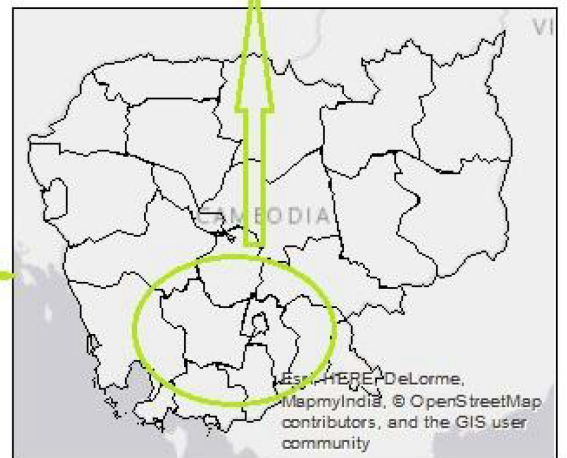 VI
CAMBODIA
Esri, HERE, DeLorme,
MapmyIndia, © OpenStreetMap
contributors, and the GIS user
community